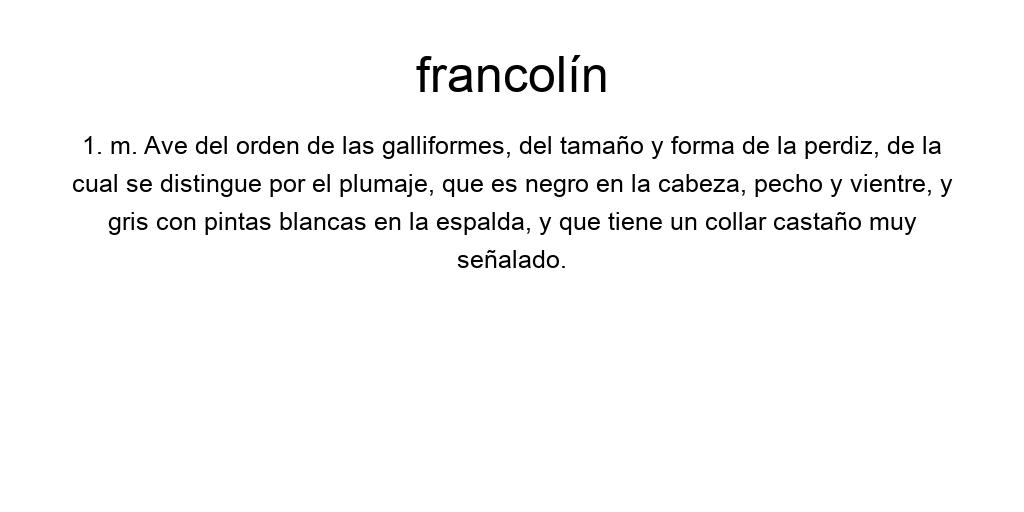 francolín
1. m. Ave del orden de las galliformes, del tamaño y forma de la perdiz, de la
cual se distingue por el plumaje, que es negro en la cabeza, pecho y vientre, y
gris con pintas blancas en la espalda, y que tiene un collar castaño muy
señalado.